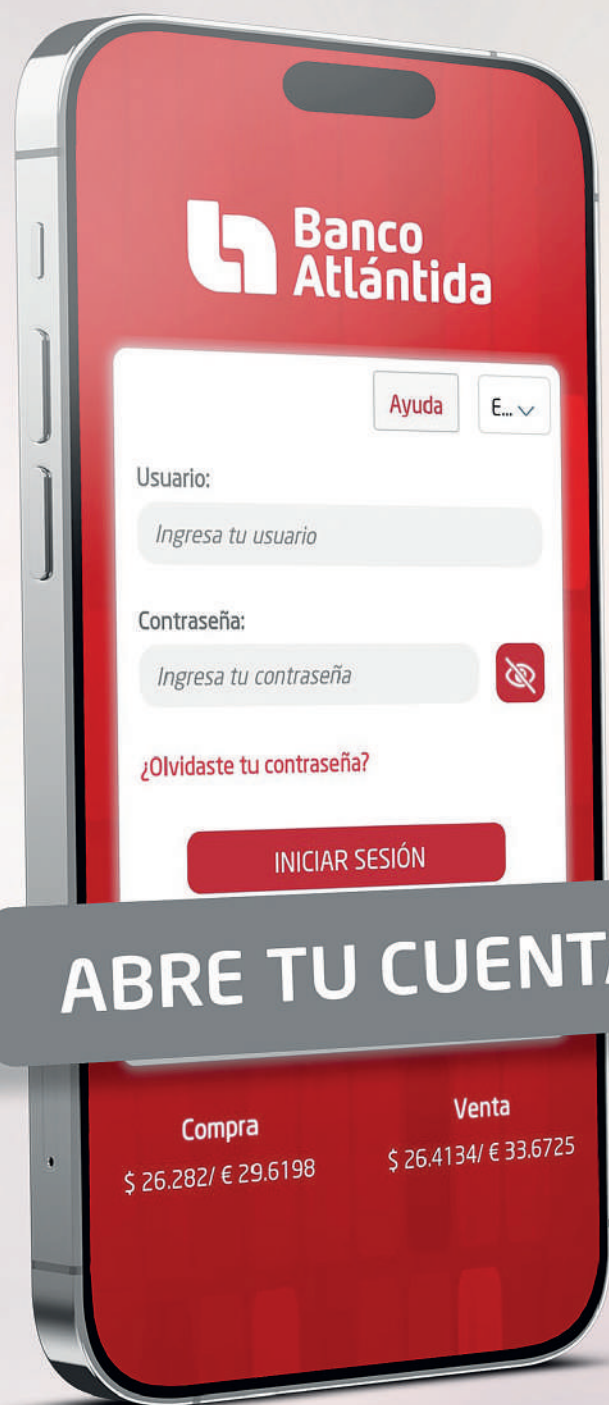 Banco
Atlántida
Ayuda
E...
Usuario:
Ingresa tu usuario
Contraseña:
Ingresa tu contraseña
¿Olvidaste tu contraseña?
INICIAR SESIÓN
ABRE TU CUENTA
Compra
Venta
$ 26.282/ € 29.6198
$ 26.4134/ € 33.6725